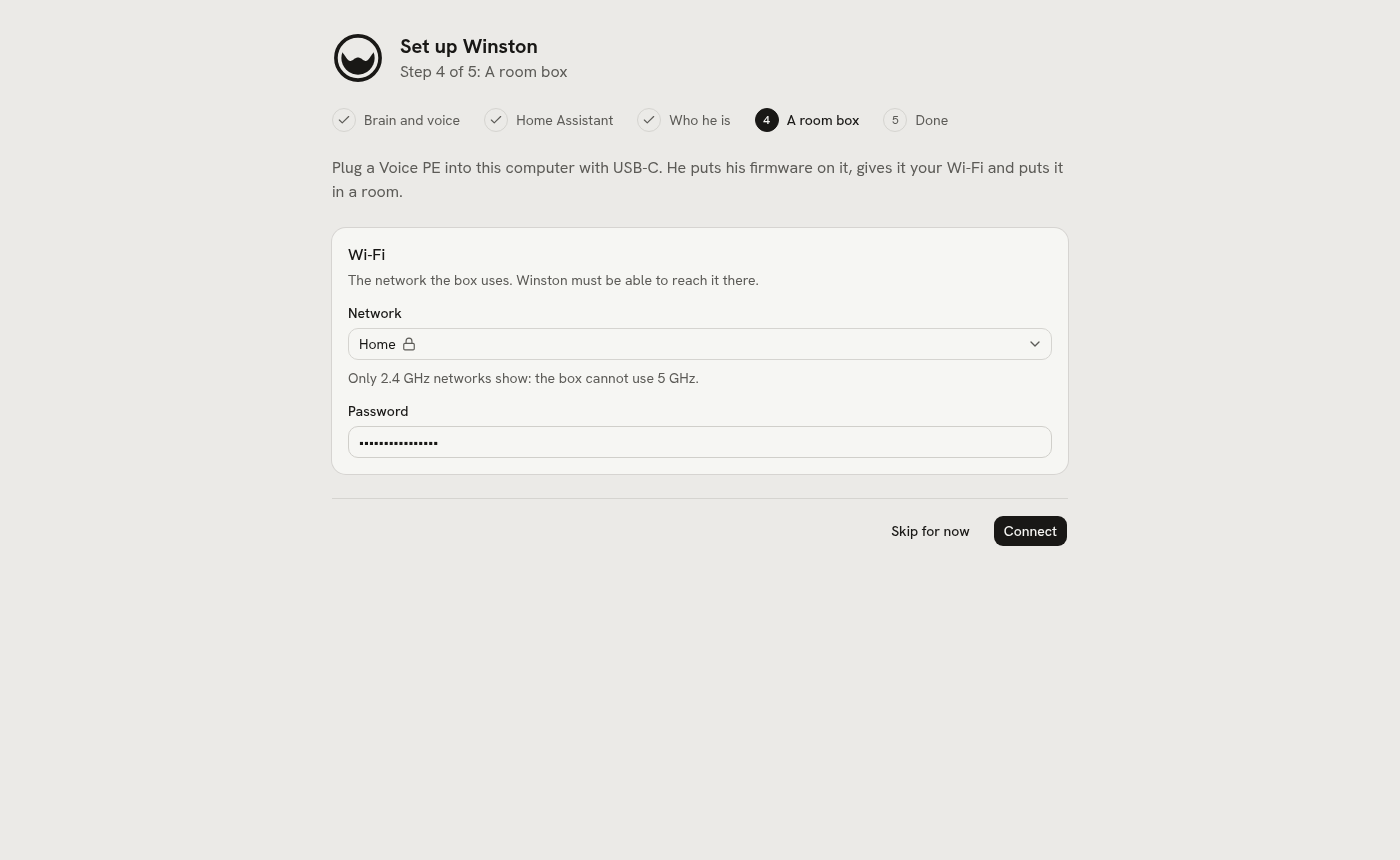 Set up Winston
Step 4 of 5: A room box
Brain and voice
Home Assistant
Who he is
4 A room box
5 Done
Plug a Voice PE into this computer with USB-C. He puts his firmware on it, gives it your Wi-Fi and puts it
in a room.
Wi-Fi
The network the box uses. Winston must be able to reach it there.
Network
Home
Only 2.4 GHz networks show: the box cannot use 5 GHz.
Password
••••••••••••••••
Skip for now
Connect